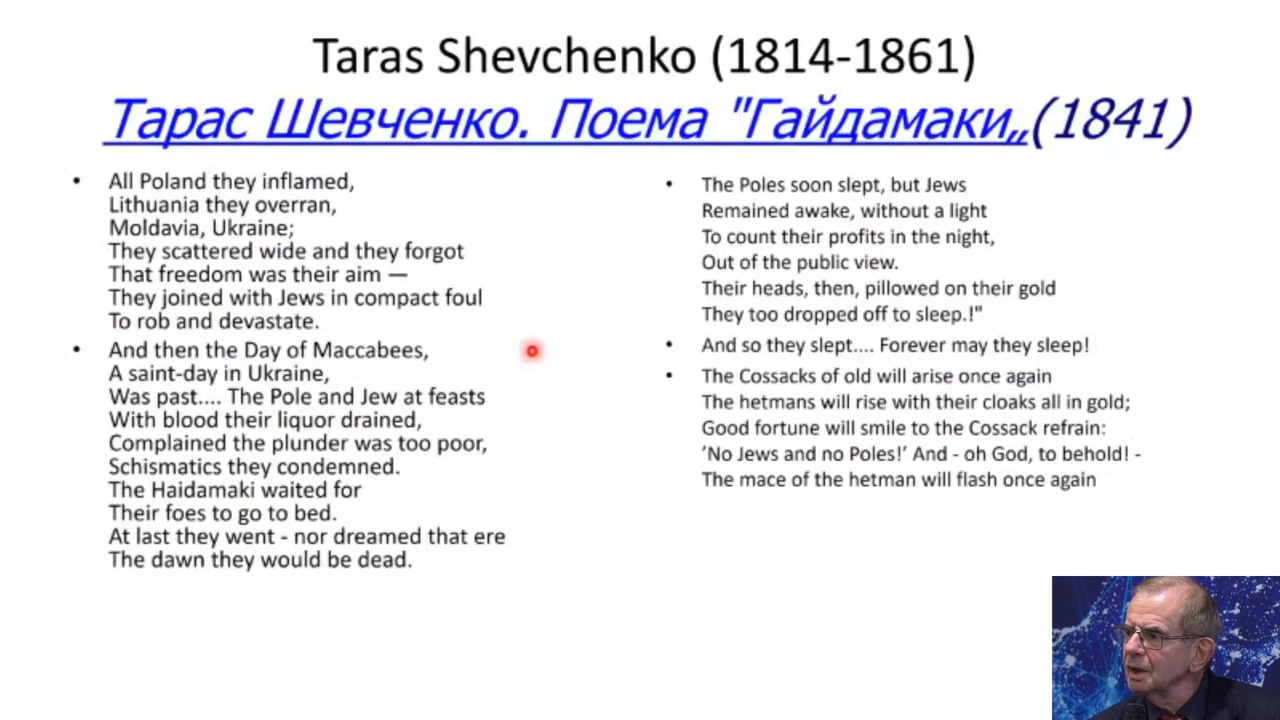 Taras Shevchenko (1814-1861)
Тарас Шевченко. Поема "Гайдамаки„(1841)
• All Poland they inflamed,
Lithuania they overran,
Moldavia, Ukraine;
They scattered wide and they forgot
That freedom was their aim —
They joined with Jews in compact foul
To rob and devastate.
• And then the Day of Maccabees,
A saint-day in Ukraine,
Was past.... The Pole and Jew at feasts
With blood their liquor drained,
Complained the plunder was too poor,
Schismatics they condemned.
The Haidamaki waited for
Their foes to go to bed.
At last they went - nor dreamed that ere
The dawn they would be dead.
• The Poles soon slept, but Jews
Remained awake, without a light
To count their profits in the night,
Out of the public view.
Their heads, then, pillowed on their gold
They too dropped off to sleep.!"
• And so they slept.... Forever may they sleep!
• The Cossacks of old will arise once again
The hetmans will rise with their cloaks all in gold;
Good fortune will smile to the Cossack refrain:
’No Jews and no Poles!’ And - oh God, to behold! -
The mace of the hetman will flash once again